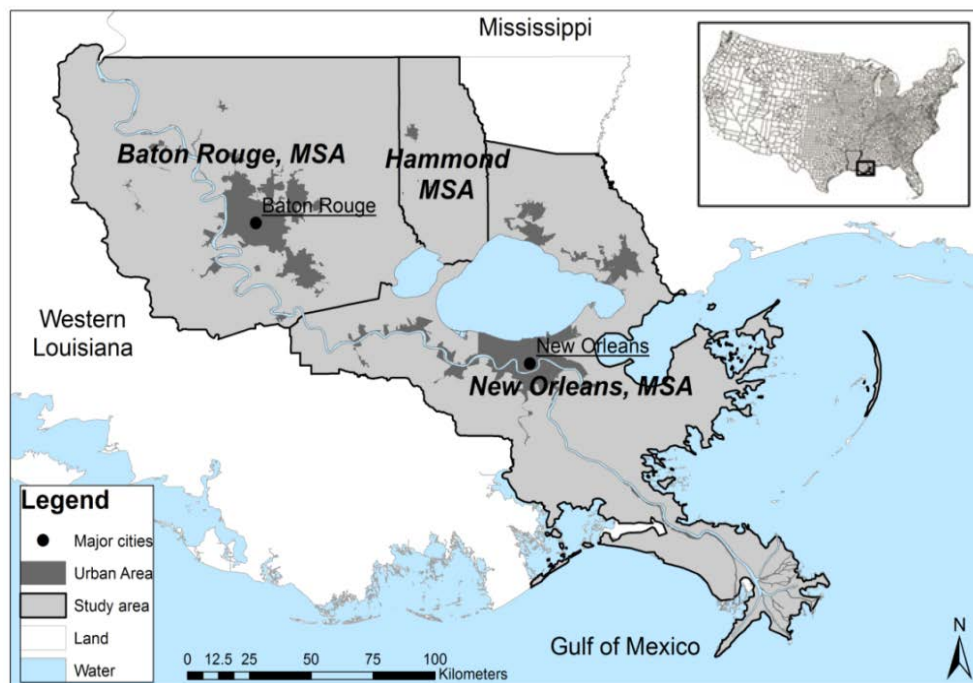 Mississippi
Baton Rouge, MSA
Hammond
MSA
Baton Rouge
Western
Louisiana
New Orleans
New Orleans, MSA
Legend
Major cities
Urban Area
Study area
Land
Water
0 12.5 25 50 75 100
Kilometers
Gulf of Mexico
N